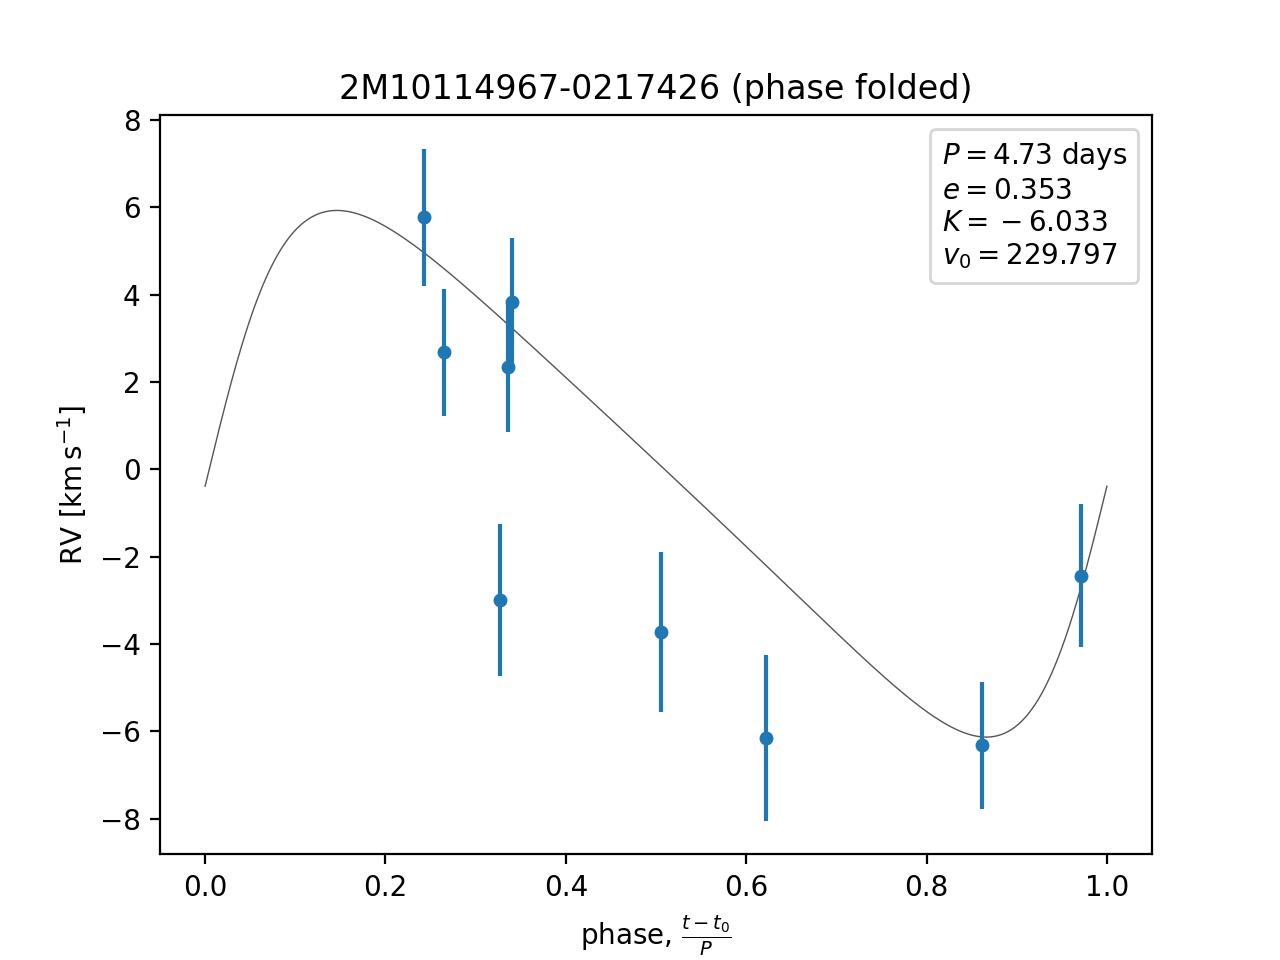 2M10114967-0217426 (phase folded)
P = 4.73 days
e = 0.353
K = −6.033
v₀ = 229.797
RV [km s⁻¹]
8
6
4
2
0
−2
−4
−6
−8
0.0 0.2 0.4 0.6 0.8 1.0
phase, (t − t₀)/P